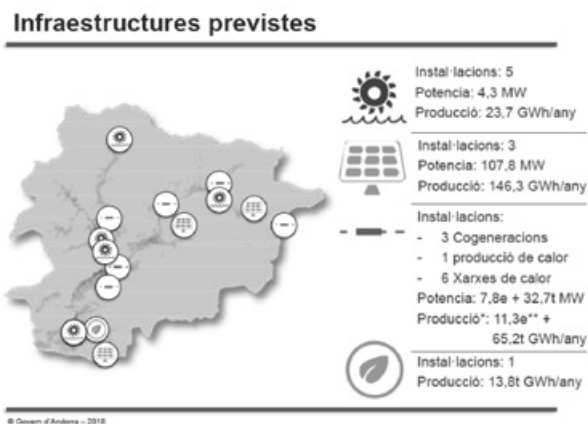 Infraestructures previstes
Instal·lacions: 5
Potencia: 4,3 MW
Producció: 23,7 GWh/any
Instal·lacions: 3
Potencia: 107,8 MW
Producció: 146,3 GWh/any
Instal·lacions:
- 3 Cogeneracions
- 1 producció de calor
- 6 Xarxes de calor
Potencia: 7,8e + 32,7t MW
Producció*: 11,3e** +
65,2t GWh/any
Instal·lacions: 1
Producció: 13,8t GWh/any
© Govern d'Andorra – 2018